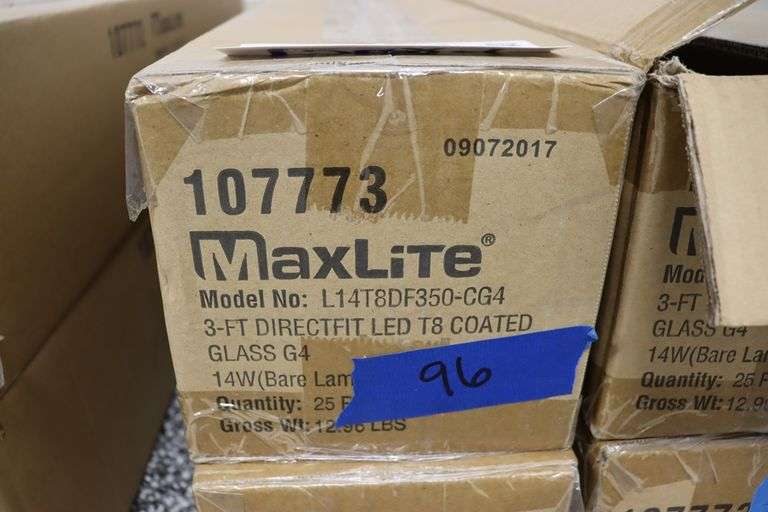 107773
09072017
107773
MAXLITE®
Model No: L14T8DF350-CG4
3-FT DIRECTFIT LED T8 COATED
GLASS G4
14W(Bare Lam
Quantity: 25
Gross Wt: 12.96 LBS
96
M
Mod
3-FT
GLASS G4
14W(Bare La
Quantity: 25
Gross Wt: 12.9